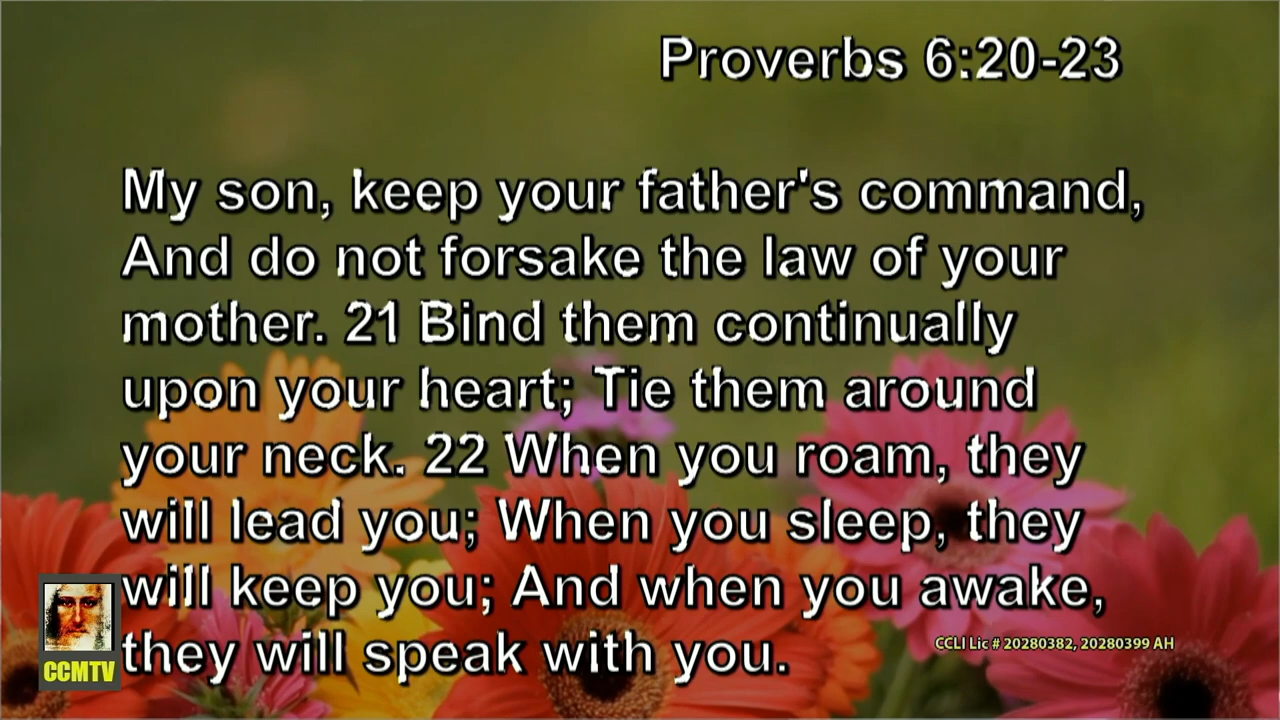 Proverbs 6:20-23
My son, keep your father's command,
And do not forsake the law of your
mother. 21 Bind them continually
upon your heart; Tie them around
your neck. 22 When you roam, they
will lead you; When you sleep, they
will keep you; And when you awake,
they will speak with you.
CCLI Lic # 20280382, 20280399 AH
CCMTV